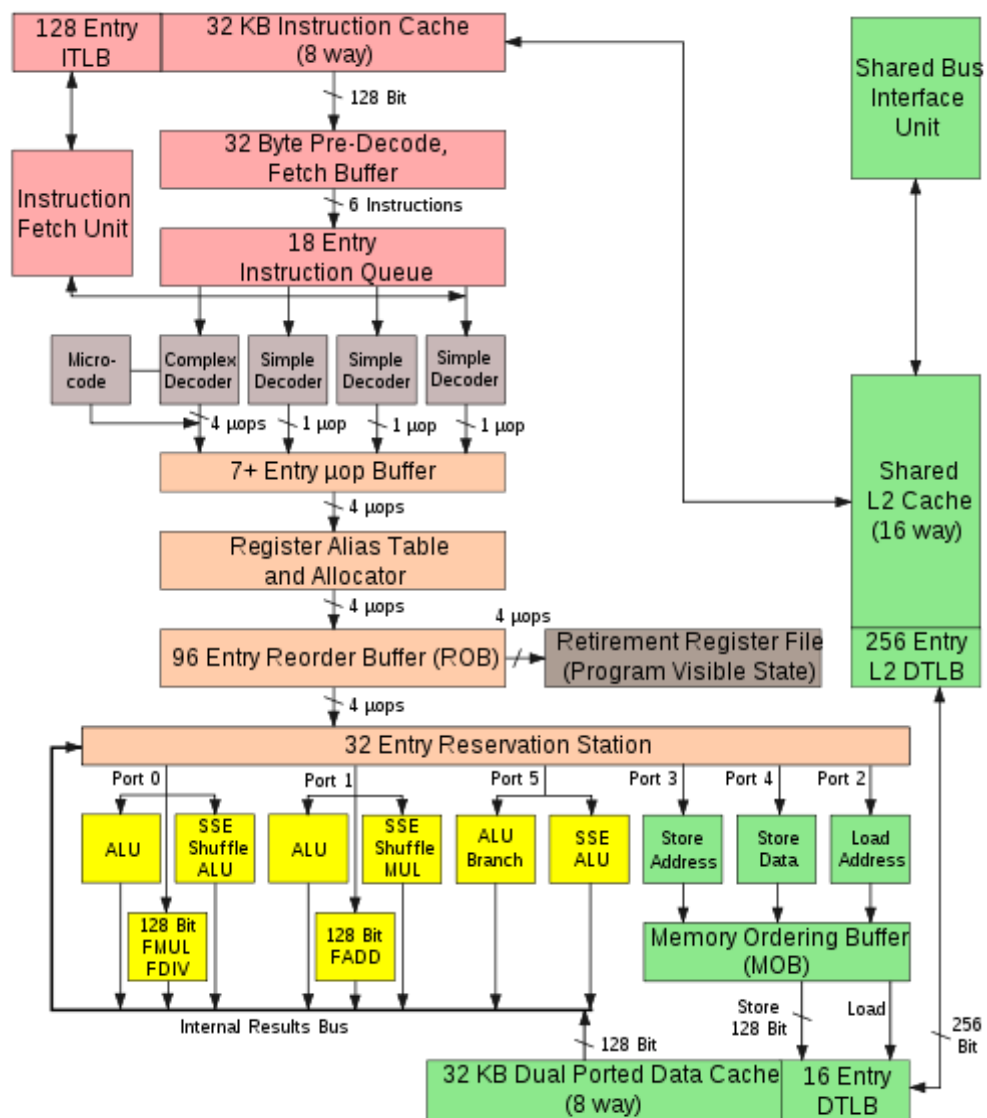 128 Entry
ITLB
32 KB Instruction Cache
(8 way)
Shared Bus
Interface
Unit
128 Bit
32 Byte Pre-Decode,
Fetch Buffer
Instruction
Fetch Unit
6 Instructions
18 Entry
Instruction Queue
Micro-
code
Complex
Decoder
Simple
Decoder
Simple
Decoder
Simple
Decoder
4 µops
1 µop
1 µop
1 µop
7+ Entry µop Buffer
Shared
L2 Cache
(16 way)
4 µops
Register Alias Table
and Allocator
4 µops
4 µops
96 Entry Reorder Buffer (ROB)
Retirement Register File
(Program Visible State)
256 Entry
L2 DTLB
4 µops
32 Entry Reservation Station
Port 0
Port 1
Port 5
Port 3
Port 4
Port 2
ALU
SSE
Shuffle
ALU
ALU
SSE
Shuffle
MUL
ALU
Branch
SSE
ALU
Store
Address
Store
Data
Load
Address
128 Bit
FMUL
FDIV
128 Bit
FADD
Memory Ordering Buffer
(MOB)
Internal Results Bus
Store
128 Bit
Load
256
Bit
128 Bit
32 KB Dual Ported Data Cache
(8 way)
16 Entry
DTLB